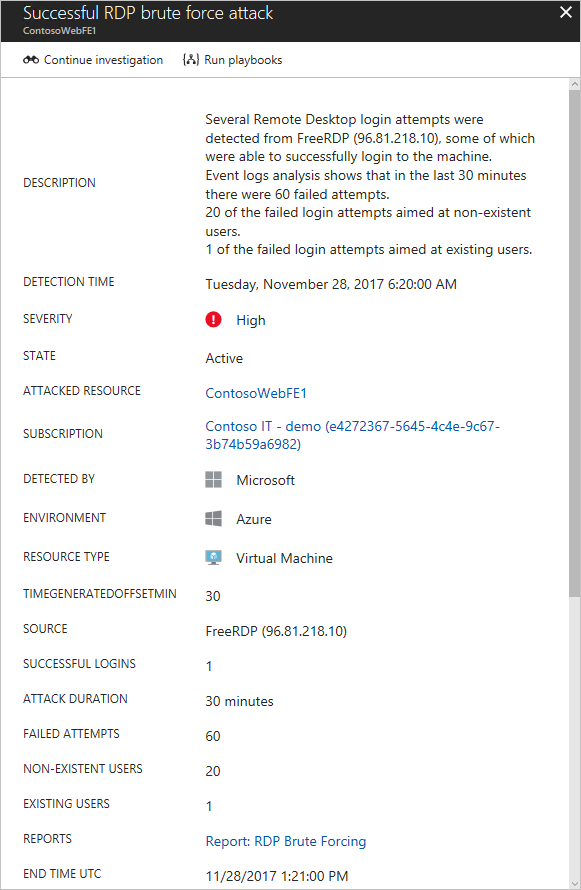 Successful RDP brute force attack
ContosoWebFE1
Continue investigation Run playbooks
DESCRIPTION
Several Remote Desktop login attempts were
detected from FreeRDP (96.81.218.10), some of which
were able to successfully login to the machine.
Event logs analysis shows that in the last 30 minutes
there were 60 failed attempts.
20 of the failed login attempts aimed at non-existent
users.
1 of the failed login attempts aimed at existing users.
DETECTION TIME Tuesday, November 28, 2017 6:20:00 AM
SEVERITY High
STATE Active
ATTACKED RESOURCE ContosoWebFE1
SUBSCRIPTION Contoso IT - demo (e4272367-5645-4c4e-9c67-
3b74b59a6982)
DETECTED BY Microsoft
ENVIRONMENT Azure
RESOURCE TYPE Virtual Machine
TIMEGENERATEDOFFSETMIN 30
SOURCE FreeRDP (96.81.218.10)
SUCCESSFUL LOGINS 1
ATTACK DURATION 30 minutes
FAILED ATTEMPTS 60
NON-EXISTENT USERS 20
EXISTING USERS 1
REPORTS Report: RDP Brute Forcing
END TIME UTC 11/28/2017 1:21:00 PM